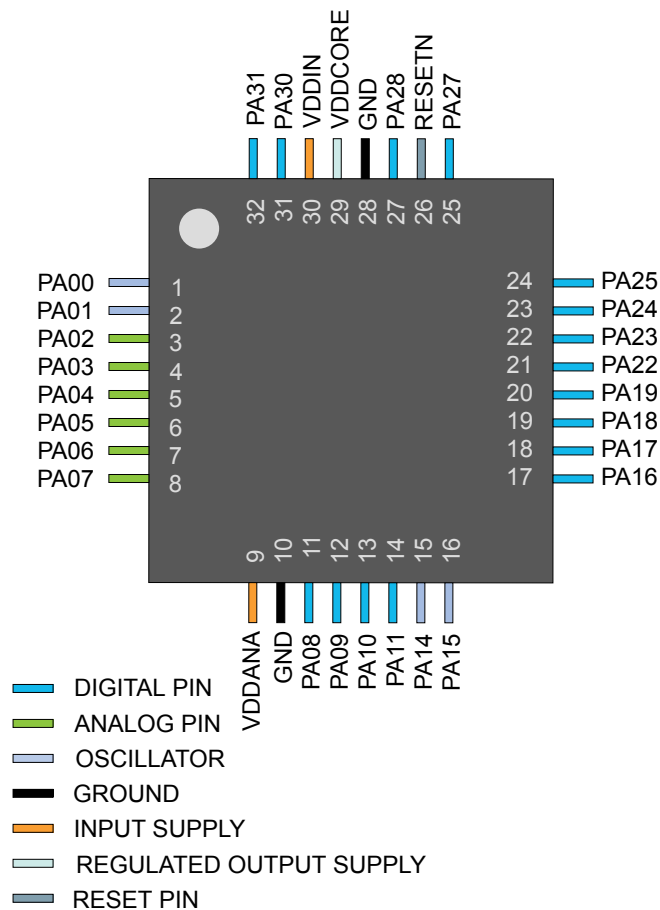 PA31
PA30
VDDIN
VDDCORE
GND
PA28
RESETN
PA27
32
31
30
29
28
27
26
25
PA00 1
PA01 2
PA02 3
PA03 4
PA04 5
PA05 6
PA06 7
PA07 8
24 PA25
23 PA24
22 PA23
21 PA22
20 PA19
19 PA18
18 PA17
17 PA16
9
10
11
12
13
14
15
16
VDDANA
GND
PA08
PA09
PA10
PA11
PA14
PA15
DIGITAL PIN
ANALOG PIN
OSCILLATOR
GROUND
INPUT SUPPLY
REGULATED OUTPUT SUPPLY
RESET PIN